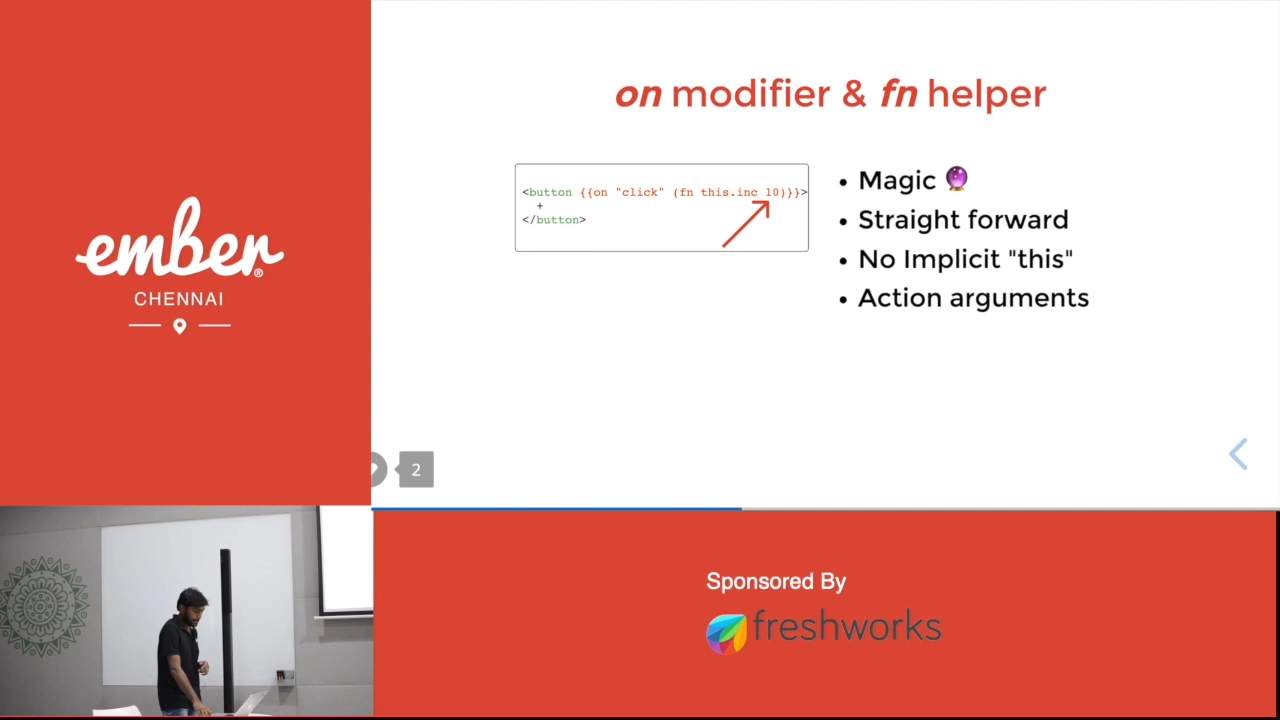 ember®
CHENNAI
on modifier & fn helper
<button {{on "click" (fn this.inc 10)}}>
+
</button>
• Magic 🔮
• Straight forward
• No Implicit "this"
• Action arguments
2
Sponsored By
freshworks